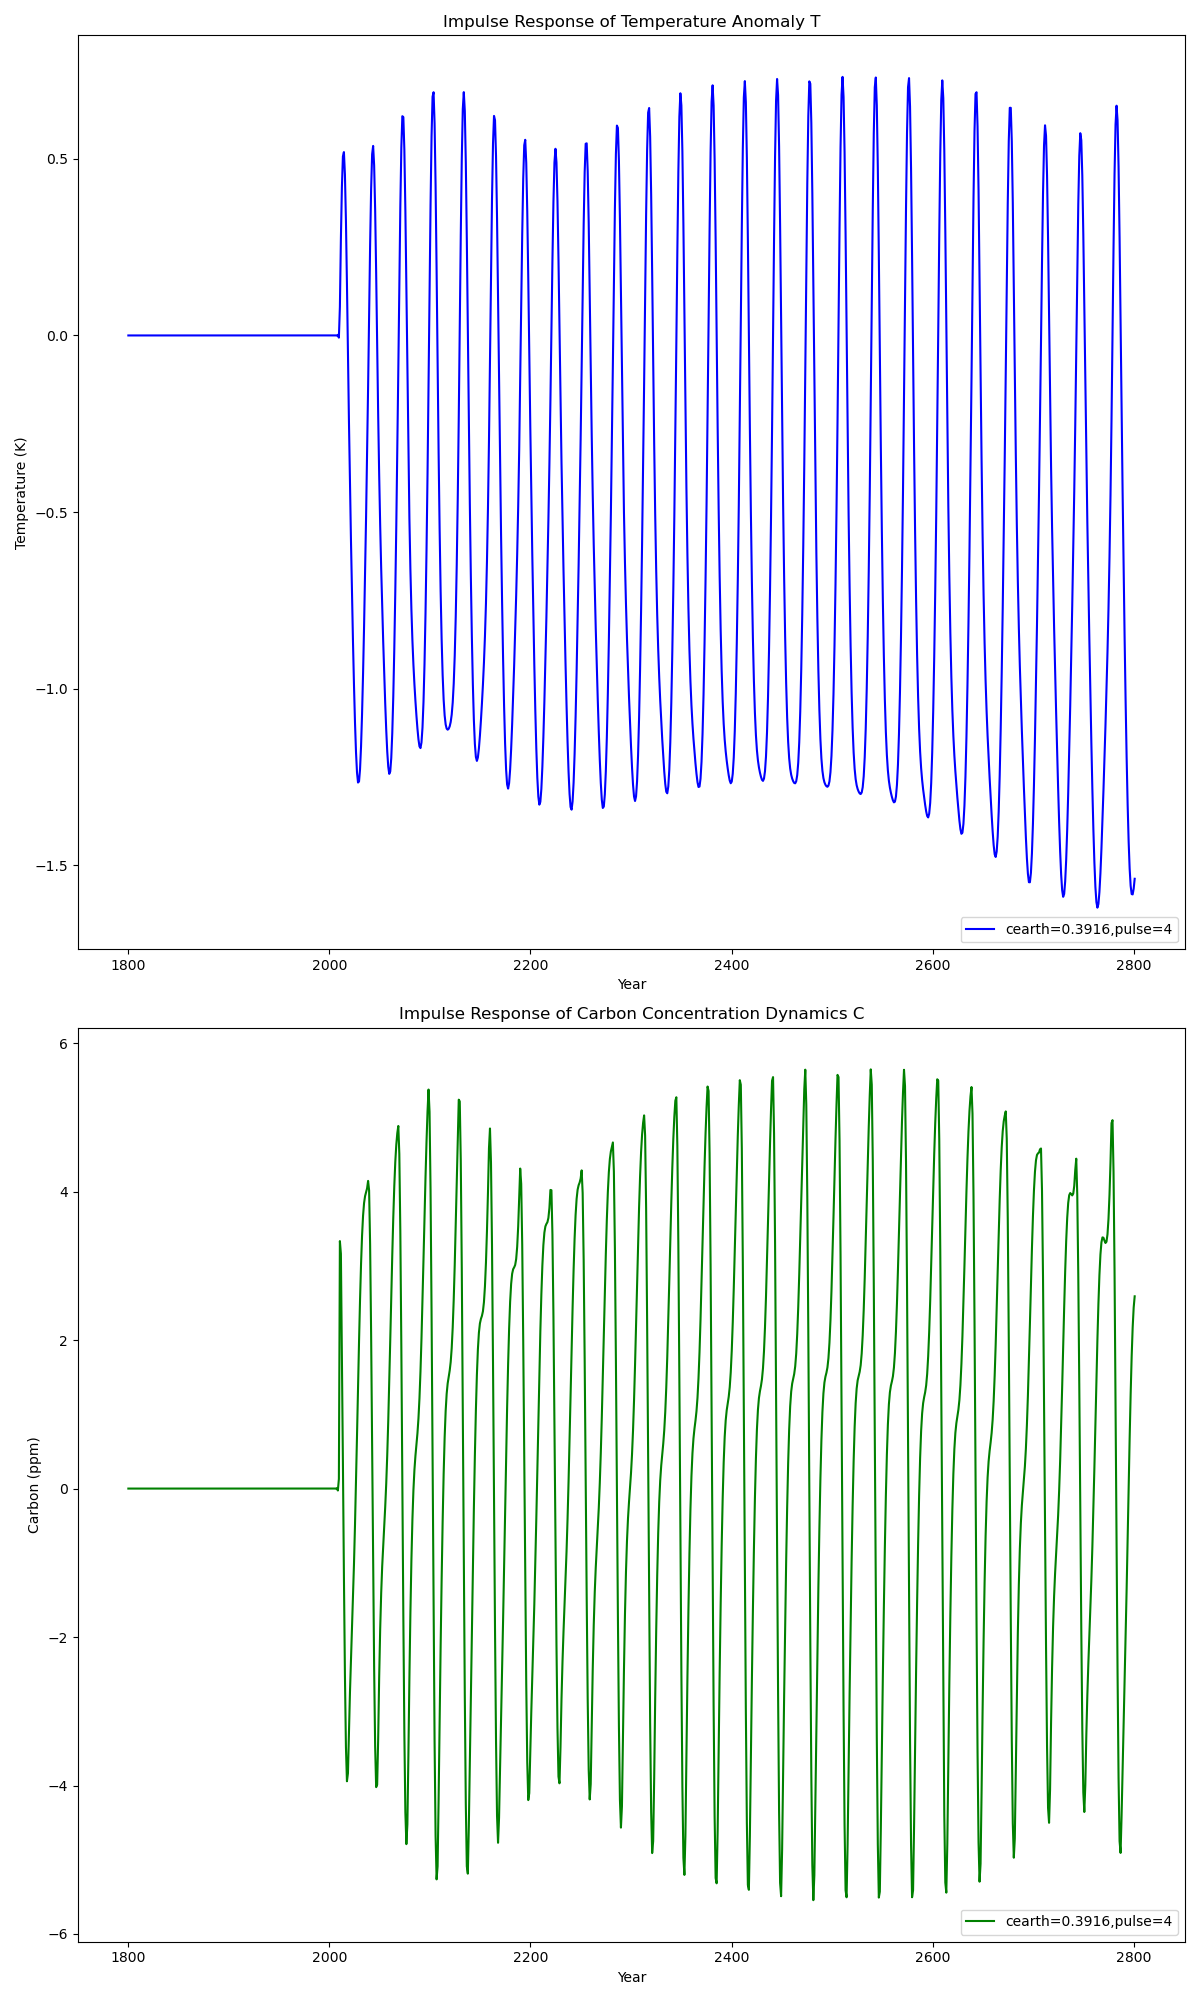 Impulse Response of Temperature Anomaly T
0.5
0.0
−0.5
−1.0
−1.5
Temperature (K)
cearth=0.3916,pulse=4
1800 2000 2200 2400 2600 2800
Year
Impulse Response of Carbon Concentration Dynamics C
6
4
2
0
−2
−4
−6
Carbon (ppm)
cearth=0.3916,pulse=4
1800 2000 2200 2400 2600 2800
Year